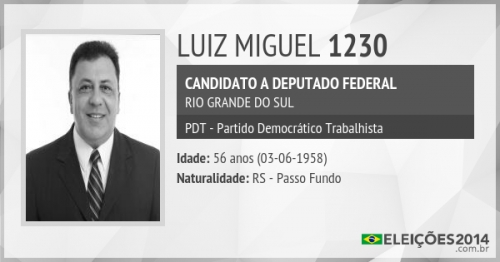 LUIZ MIGUEL 1230
CANDIDATO A DEPUTADO FEDERAL
RIO GRANDE DO SUL
PDT - Partido Democrático Trabalhista
Idade: 56 anos (03-06-1958)
Naturalidade: RS - Passo Fundo
ELEIÇÕES2014
.com.br